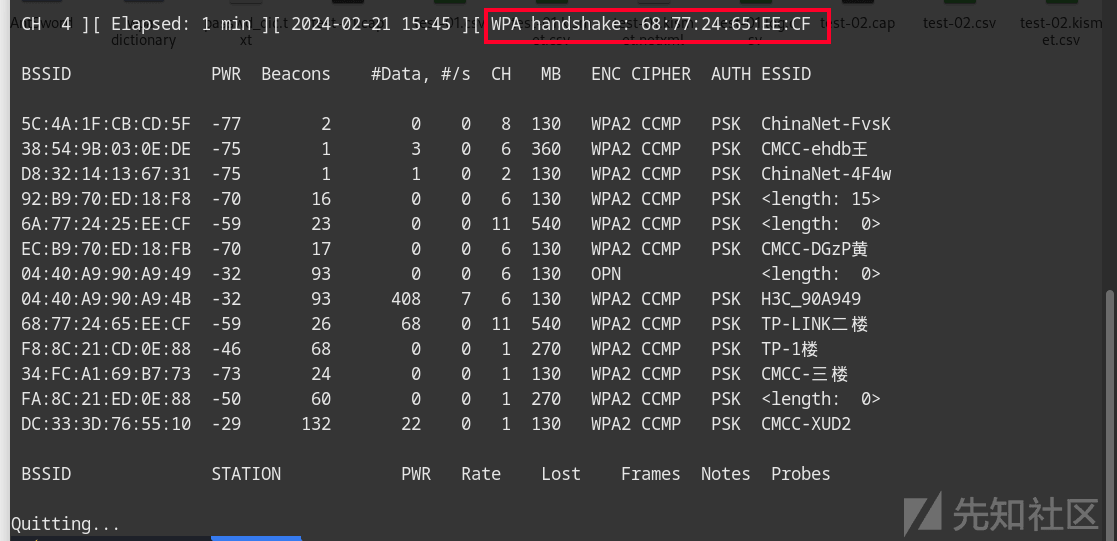 CH  4 ][ Elapsed: 1 min ][ 2024-02-21 15:45 ][ WPA handshake: 68:77:24:65:EE:CF
dictionary
test-02.cap
test-02.csv
test-02.kism
et.csv
BSSID              PWR  Beacons    #Data, #/s  CH   MB   ENC CIPHER  AUTH ESSID
5C:4A:1F:CB:CD:5F  -77        2        0    0   8  130   WPA2 CCMP   PSK  ChinaNet-FvsK
38:54:9B:03:0E:DE  -75        1        3    0   6  360   WPA2 CCMP   PSK  CMCC-ehdb王
D8:32:14:13:67:31  -75        1        1    0   2  130   WPA2 CCMP   PSK  ChinaNet-4F4w
92:B9:70:ED:18:F8  -70       16        0    0   6  130   WPA2 CCMP   PSK  <length: 15>
6A:77:24:25:EE:CF  -59       23        0    0  11  540   WPA2 CCMP   PSK  <length:  0>
EC:B9:70:ED:18:FB  -70       17        0    0   6  130   WPA2 CCMP   PSK  CMCC-DGzP黄
04:40:A9:90:A9:49  -32       93        0    0   6  130   OPN              <length:  0>
04:40:A9:90:A9:4B  -32       93      408    7   6  130   WPA2 CCMP   PSK  H3C_90A949
68:77:24:65:EE:CF  -59       26       68    0  11  540   WPA2 CCMP   PSK  TP-LINK二楼
F8:8C:21:CD:0E:88  -46       68        0    0   1  270   WPA2 CCMP   PSK  TP-1楼
34:FC:A1:69:B7:73  -73       24        0    0   1  130   WPA2 CCMP   PSK  CMCC-三楼
FA:8C:21:ED:0E:88  -50       60        0    0   1  270   WPA2 CCMP   PSK  <length:  0>
DC:33:3D:76:55:10  -29      132       22    0   1  130   WPA2 CCMP   PSK  CMCC-XUD2
BSSID              STATION            PWR   Rate    Lost    Frames  Notes  Probes
Quitting...
先知社区